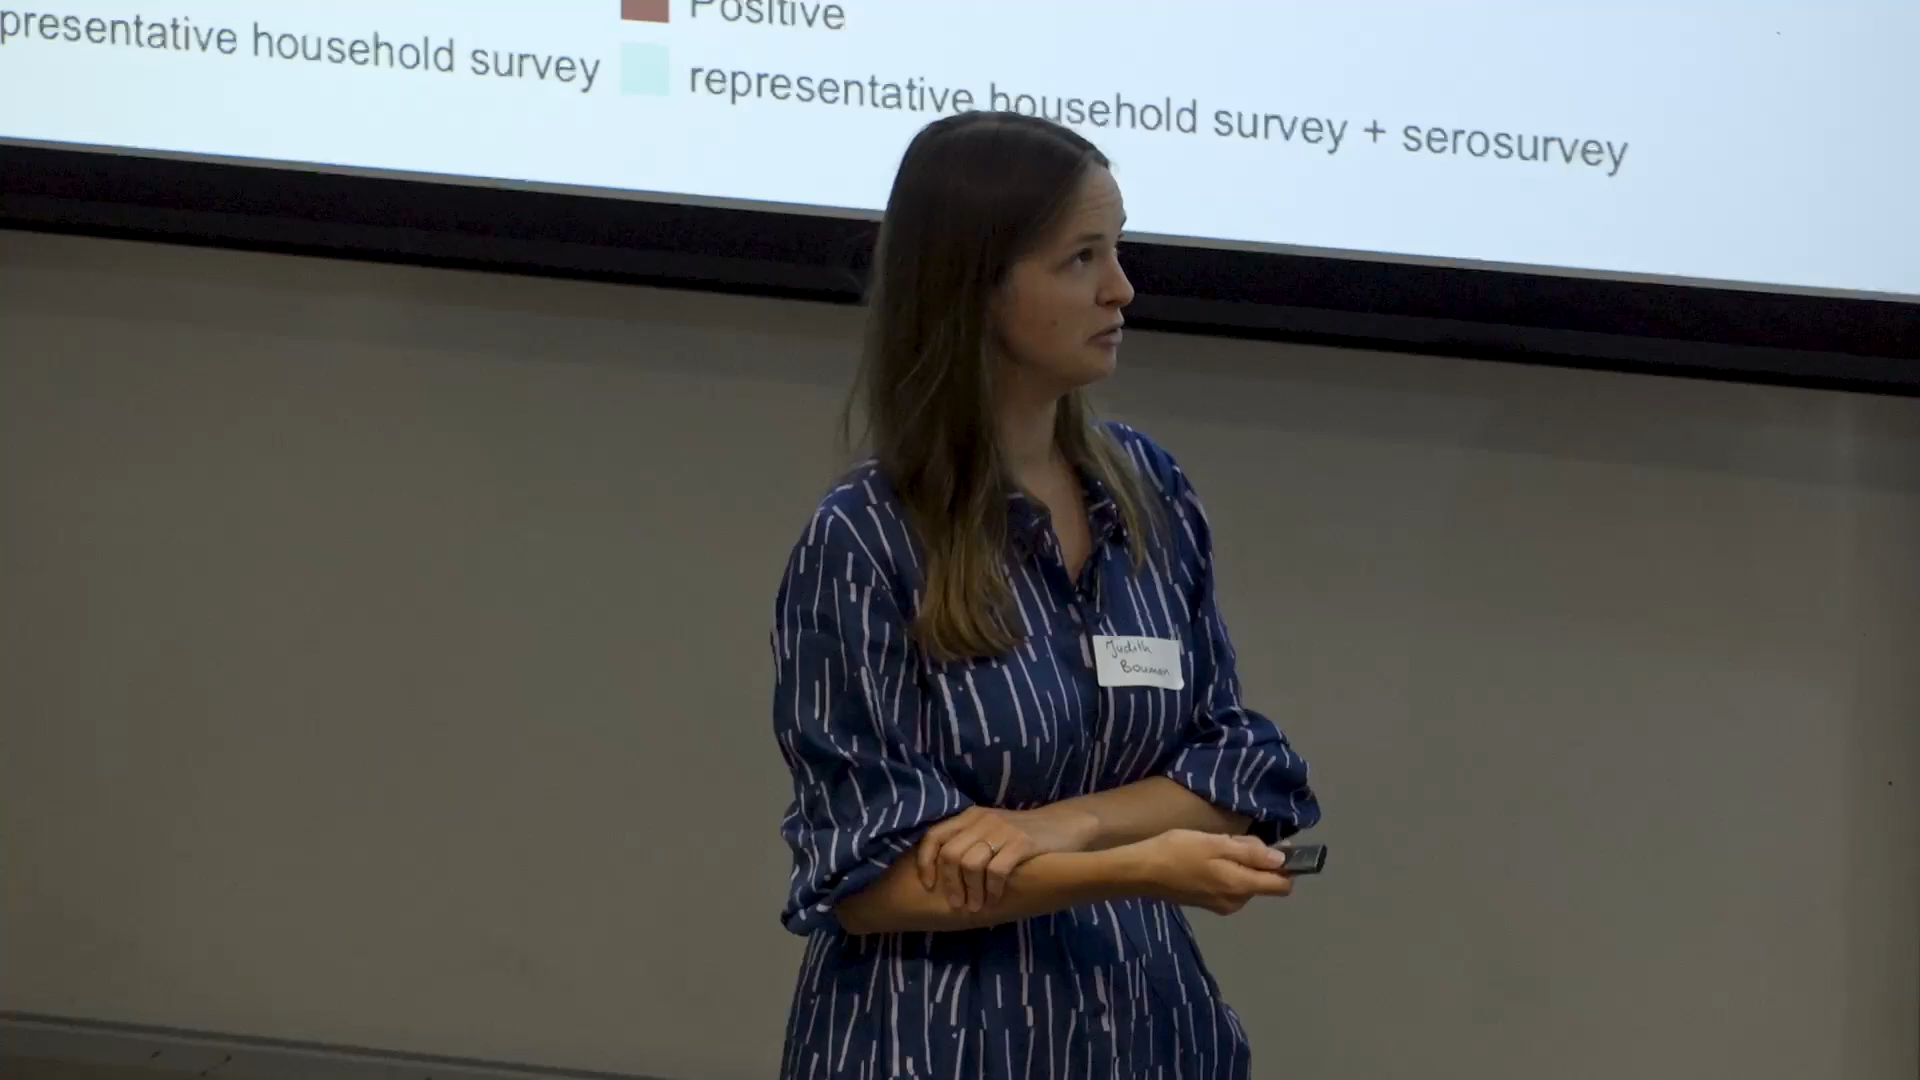 Positive
presentative household survey
representative household survey + serosurvey
Judith
Bouman